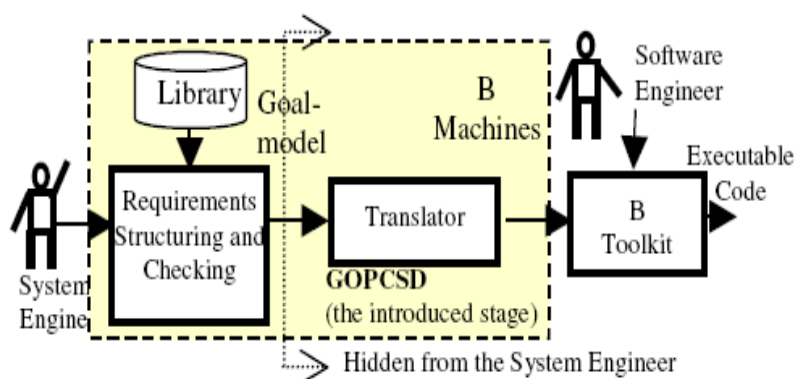 Library
Goal-
model
B
Machines
Software
Engineer
Executable
Code
Requirements
Structuring and
Checking
Translator
B
Toolkit
System
Engine
GOPCSD
(the introduced stage)
Hidden from the System Engineer